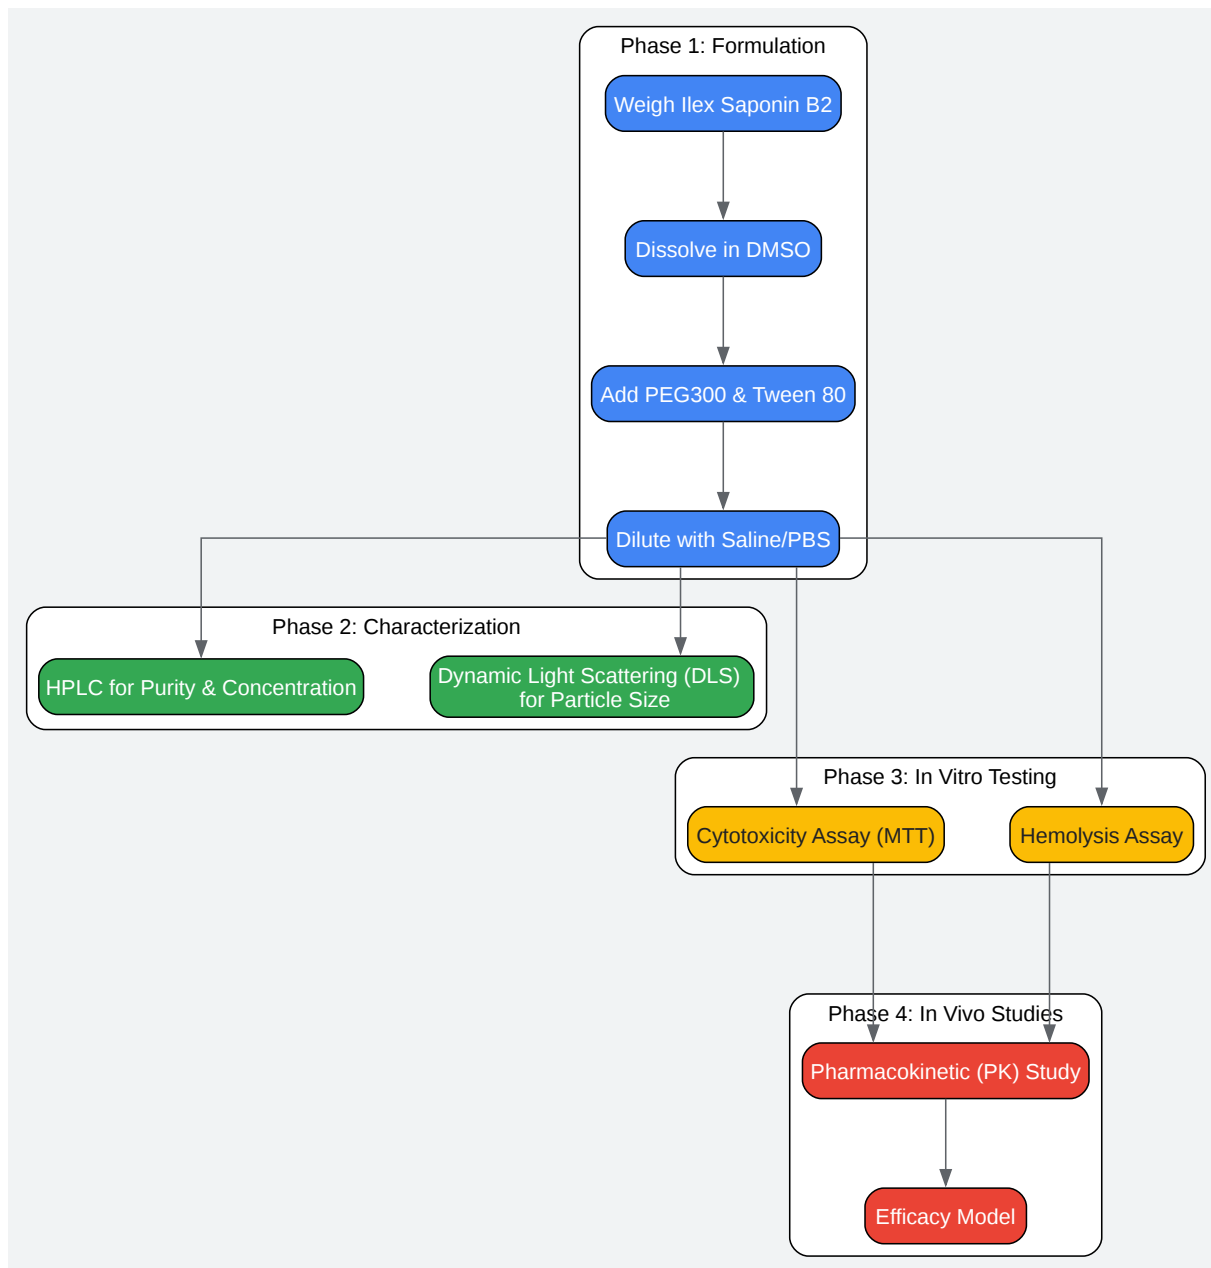 Phase 1: Formulation
Weigh Ilex Saponin B2
Dissolve in DMSO
Add PEG300 & Tween 80
Dilute with Saline/PBS
Phase 2: Characterization
HPLC for Purity & Concentration
Dynamic Light Scattering (DLS)
for Particle Size
Phase 3: In Vitro Testing
Cytotoxicity Assay (MTT)
Hemolysis Assay
Phase 4: In Vivo Studies
Pharmacokinetic (PK) Study
Efficacy Model